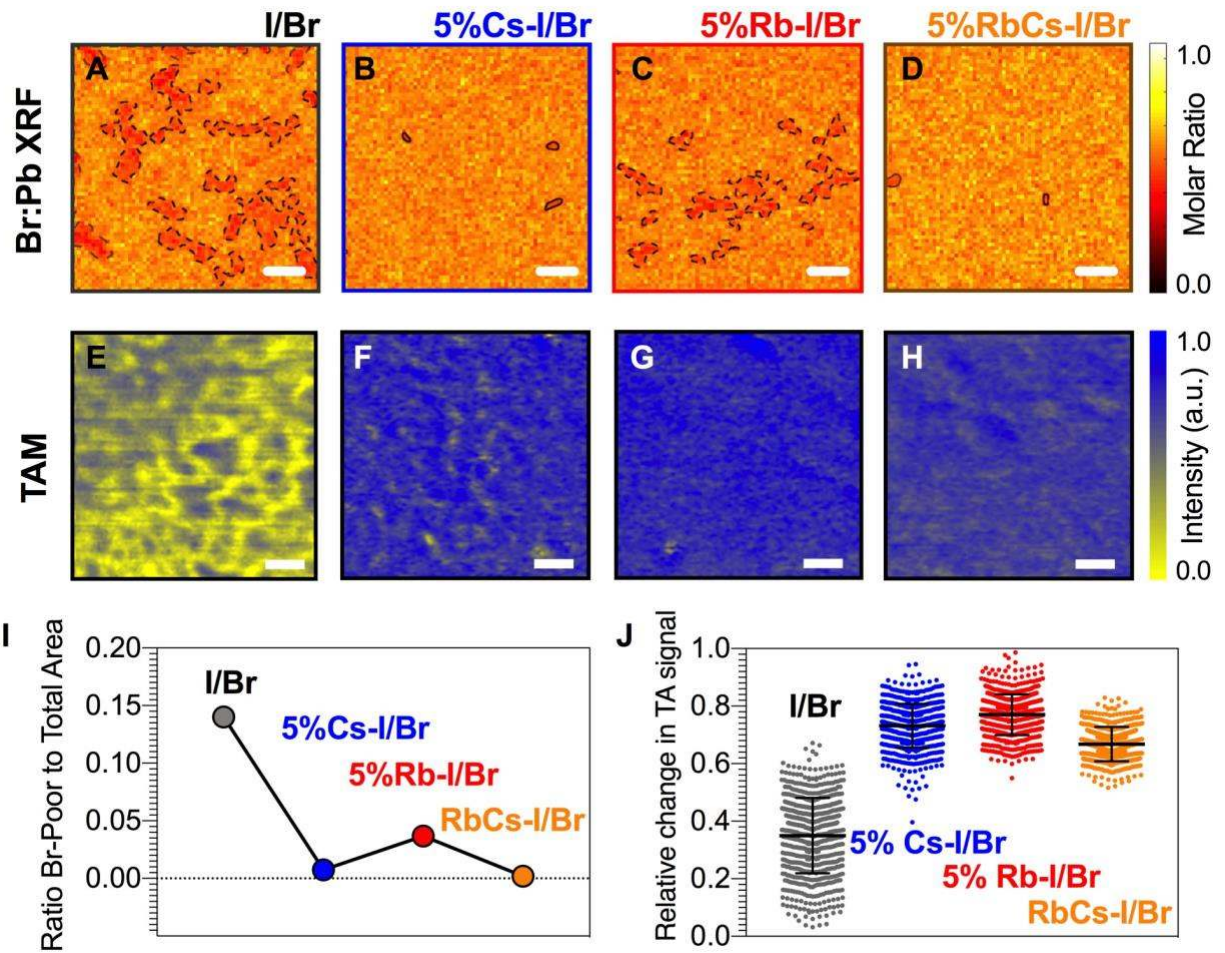 I/Br 5%Cs-I/Br 5%Rb-I/Br 5%RbCs-I/Br
Br:Pb XRF
A B C D
1.0
Molar Ratio
0.0
TAM
E F G H
1.0
Intensity (a.u.)
0.0
I
Ratio Br-Poor to Total Area
0.20
0.15
0.10
0.05
0.00
I/Br
5%Cs-I/Br
5%Rb-I/Br
RbCs-I/Br
J
Relative change in TA signal
1.0
0.8
0.6
0.4
0.2
0.0
I/Br
5% Cs-I/Br
5% Rb-I/Br
RbCs-I/Br